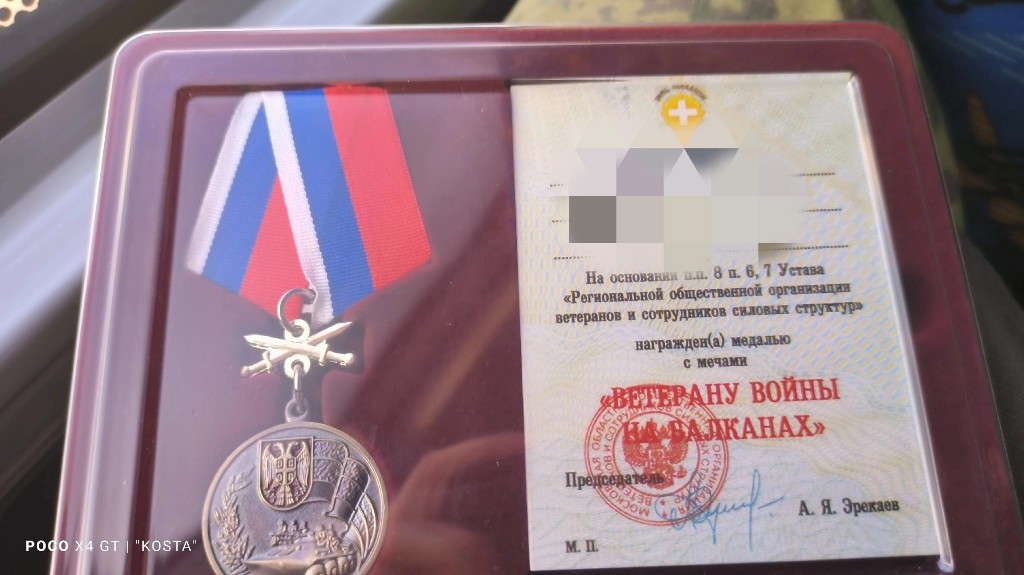 На основании п.п. 8 п. 6, 7 Устава
«Региональной общественной организации
ветеранов и сотрудников силовых структур»
награжден(а) медалью
с мечами
«ВЕТЕРАНУ ВОЙНЫ
НА БАЛКАНАХ»
Председатель
А. Я. Эрекаев
М. П.
POCO X4 GT | "KOSTA"